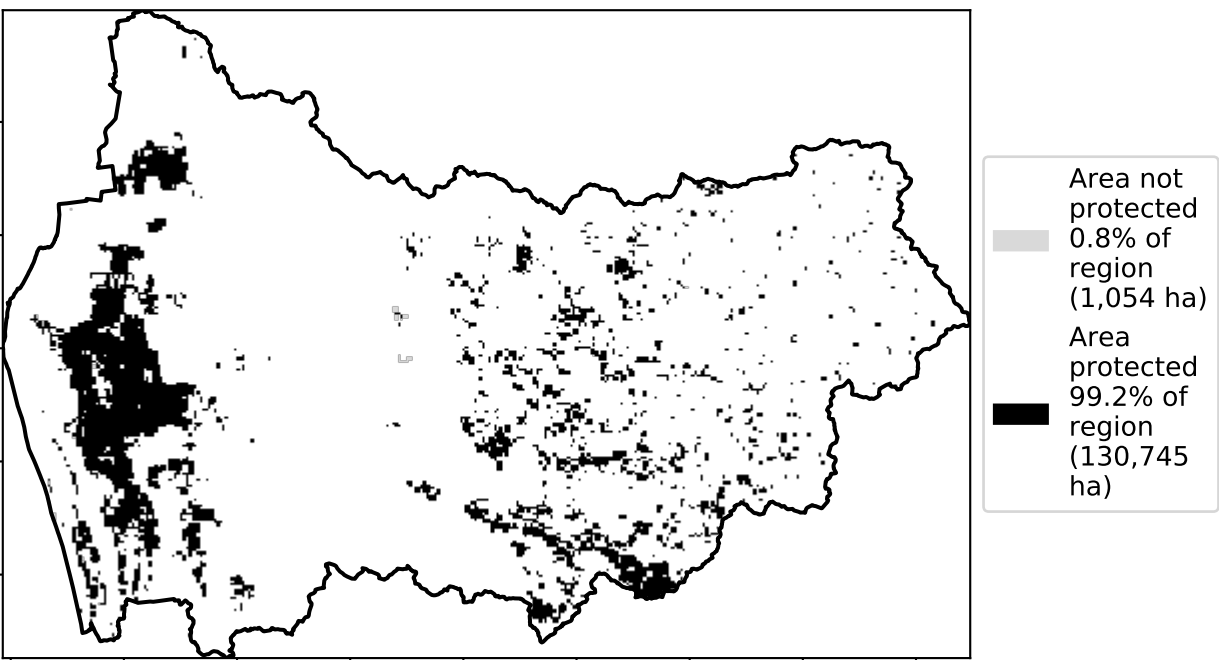 Area not
protected
0.8% of
region
(1,054 ha)
Area
protected
99.2% of
region
(130,745
ha)